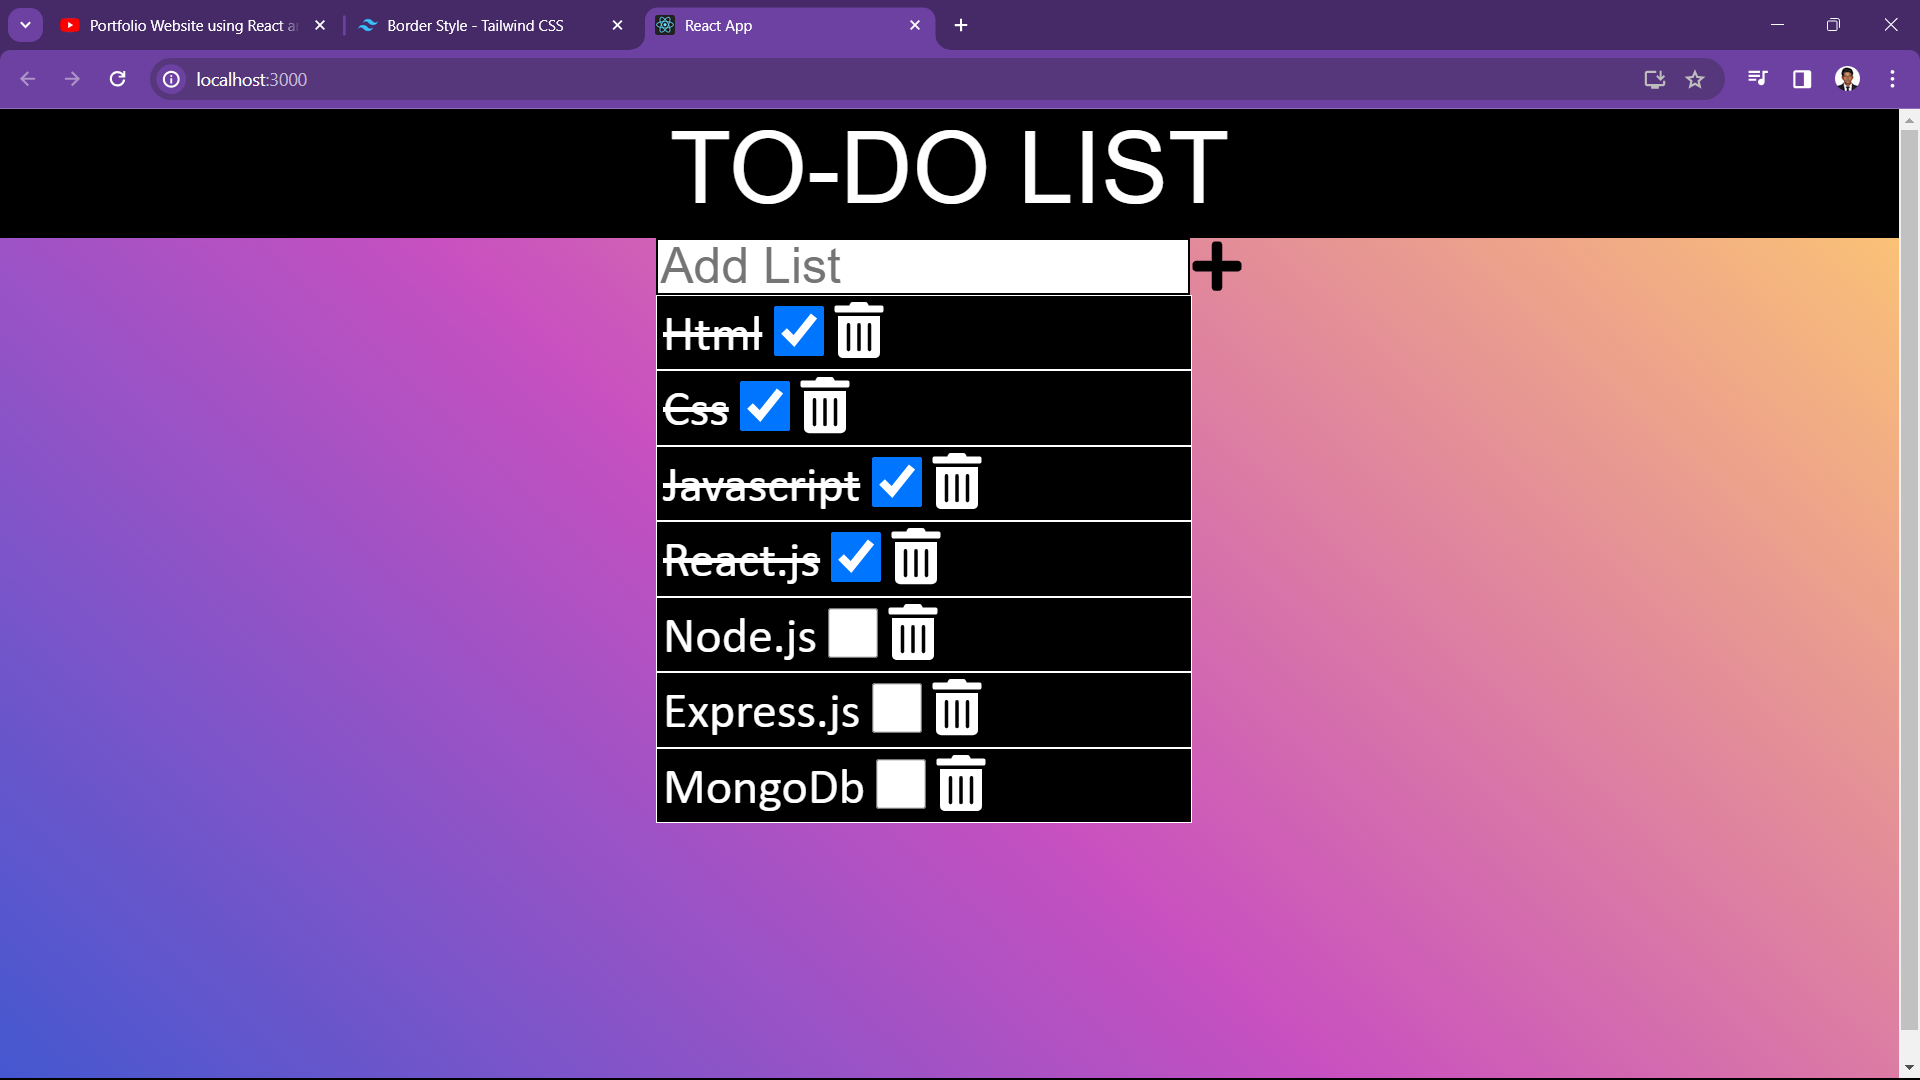 Portfolio Website using React a
Border Style - Tailwind CSS
React App
localhost:3000
TO-DO LIST
Add List
Html
Css
Javascript
React.js
Node.js
Express.js
MongoDb